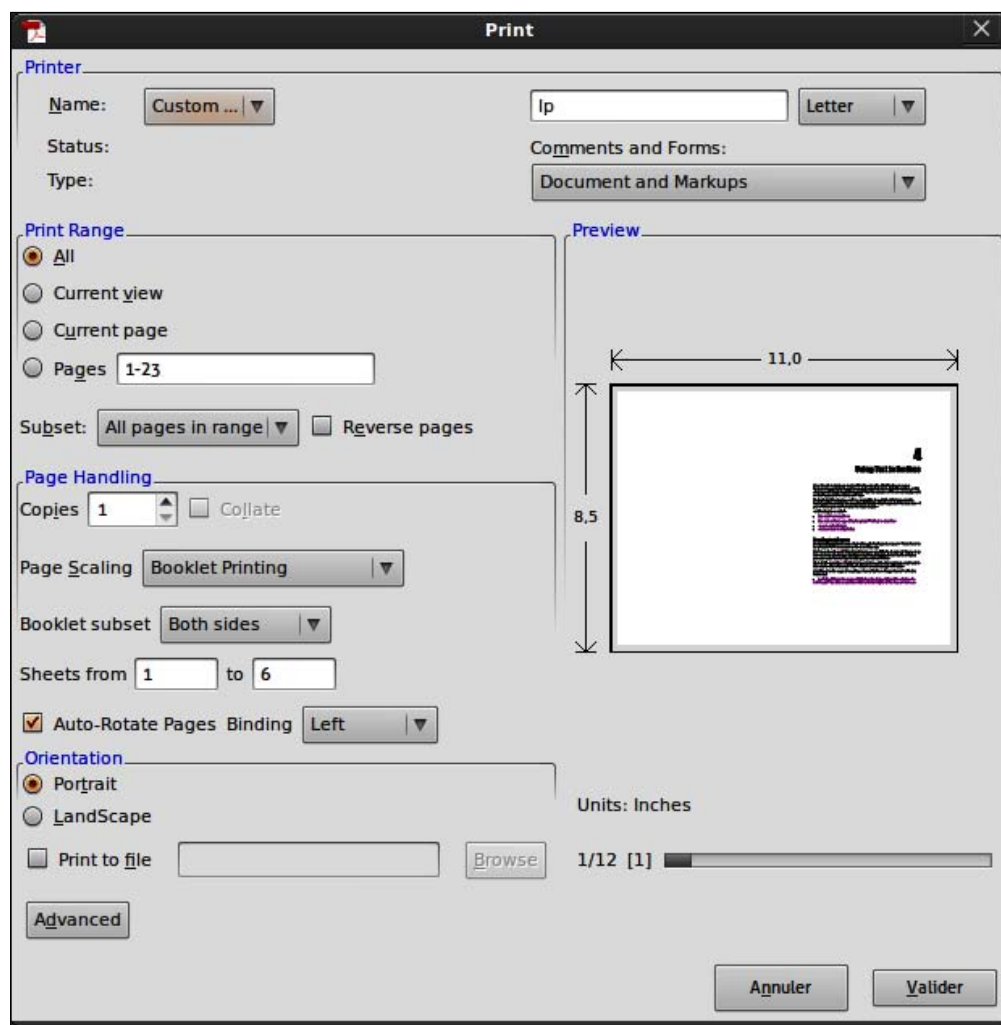 Print
Printer
Name: Custom ... lp Letter
Status: Comments and Forms:
Type: Document and Markups
Print Range Preview
All
Current view
Current page
Pages 1-23
11,0
8,5
4
Subset: All pages in range Reverse pages
Page Handling
Copies 1 Collate
Page Scaling Booklet Printing
Booklet subset Both sides
Sheets from 1 to 6
Auto-Rotate Pages Binding Left
Orientation
Portrait
LandScape
Units: Inches
Print to file Browse 1/12 [1]
Advanced
Annuler Valider